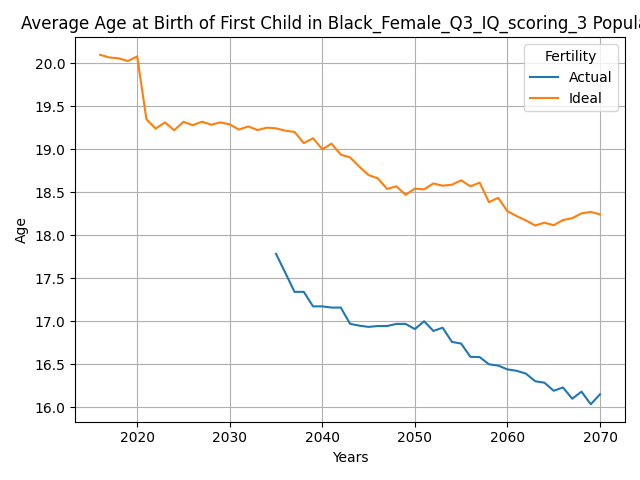 Average Age at Birth of First Child in Black_Female_Q3_IQ_scoring_3 Popula
Fertility
Actual
Ideal
20.0
19.5
19.0
18.5
18.0
17.5
17.0
16.5
16.0
Age
2020 2030 2040 2050 2060 2070
Years